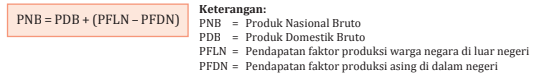 PNB = PDB + (PFLN – PFDN)
Keterangan:
PNB = Produk Nasional Bruto
PDB = Produk Domestik Bruto
PFLN = Pendapatan faktor produksi warga negara di luar negeri
PFDN = Pendapatan faktor produksi asing di dalam negeri